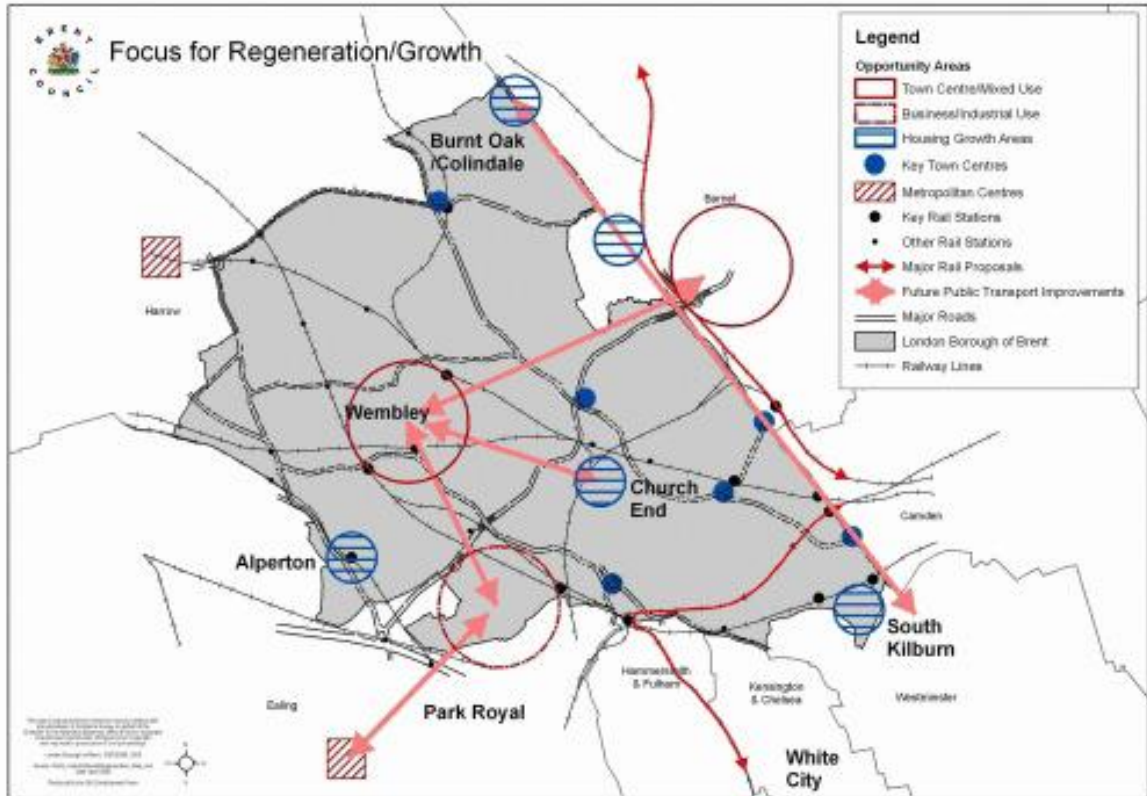 BRENT
COUNCIL
Focus for Regeneration/Growth
Legend
Opportunity Areas
Town Centre/Mixed Use
Business/Industrial Use
Housing Growth Areas
Key Town Centres
Metropolitan Centres
Key Rail Stations
Other Rail Stations
Major Rail Proposals
Future Public Transport Improvements
Major Roads
London Borough of Brent
Railway Lines
Burnt Oak
/Colindale
Barnet
Harrow
Wembley
Church
End
Camden
Alperton
South
Kilburn
Hammersmith
& Fulham
Kensington
& Chelsea
Westminster
Ealing
Park Royal
White
City
N